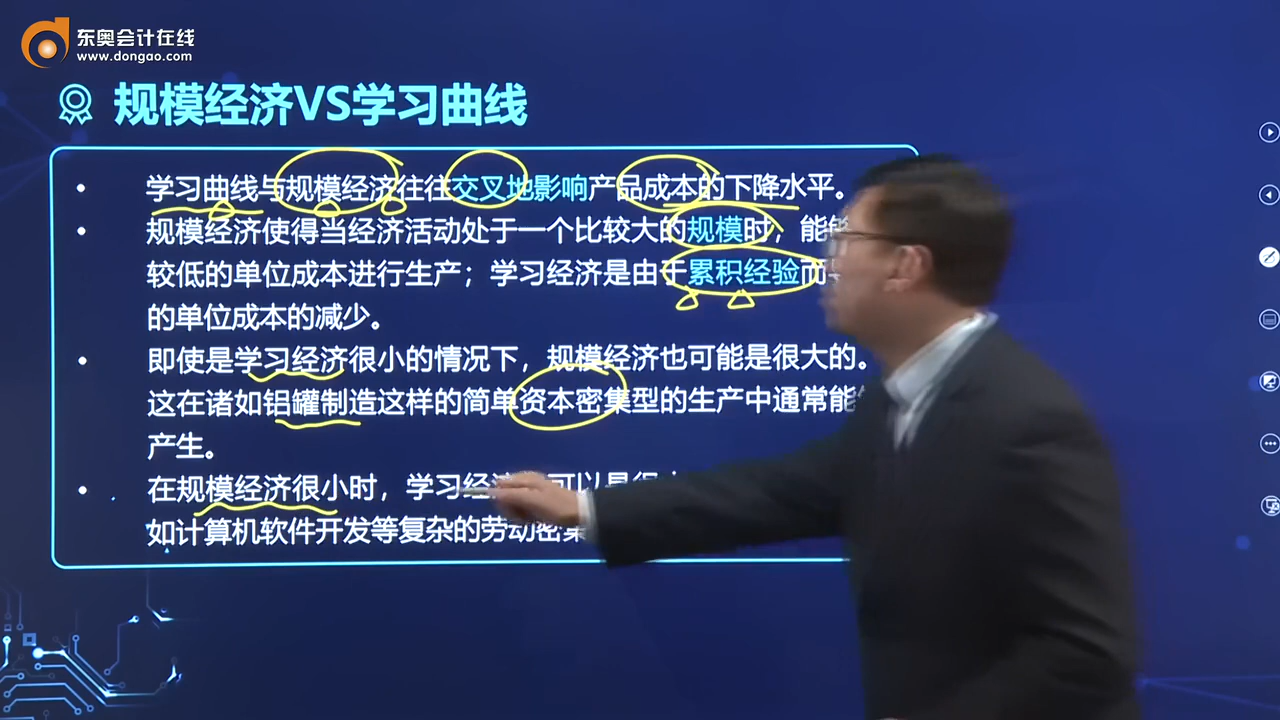 东奥会计在线
www.dongao.com
规模经济VS学习曲线
• 学习曲线与规模经济往往交叉地影响产品成本的下降水平。
• 规模经济使得当经济活动处于一个比较大的规模时，能够
较低的单位成本进行生产；学习经济是由于累积经验而
的单位成本的减少。
• 即使是学习经济很小的情况下，规模经济也可能是很大的。
这在诸如铝罐制造这样的简单资本密集型的生产中通常能
产生。
• 在规模经济很小时，学习经 可以是很
如计算机软件开发等复杂的劳动密集